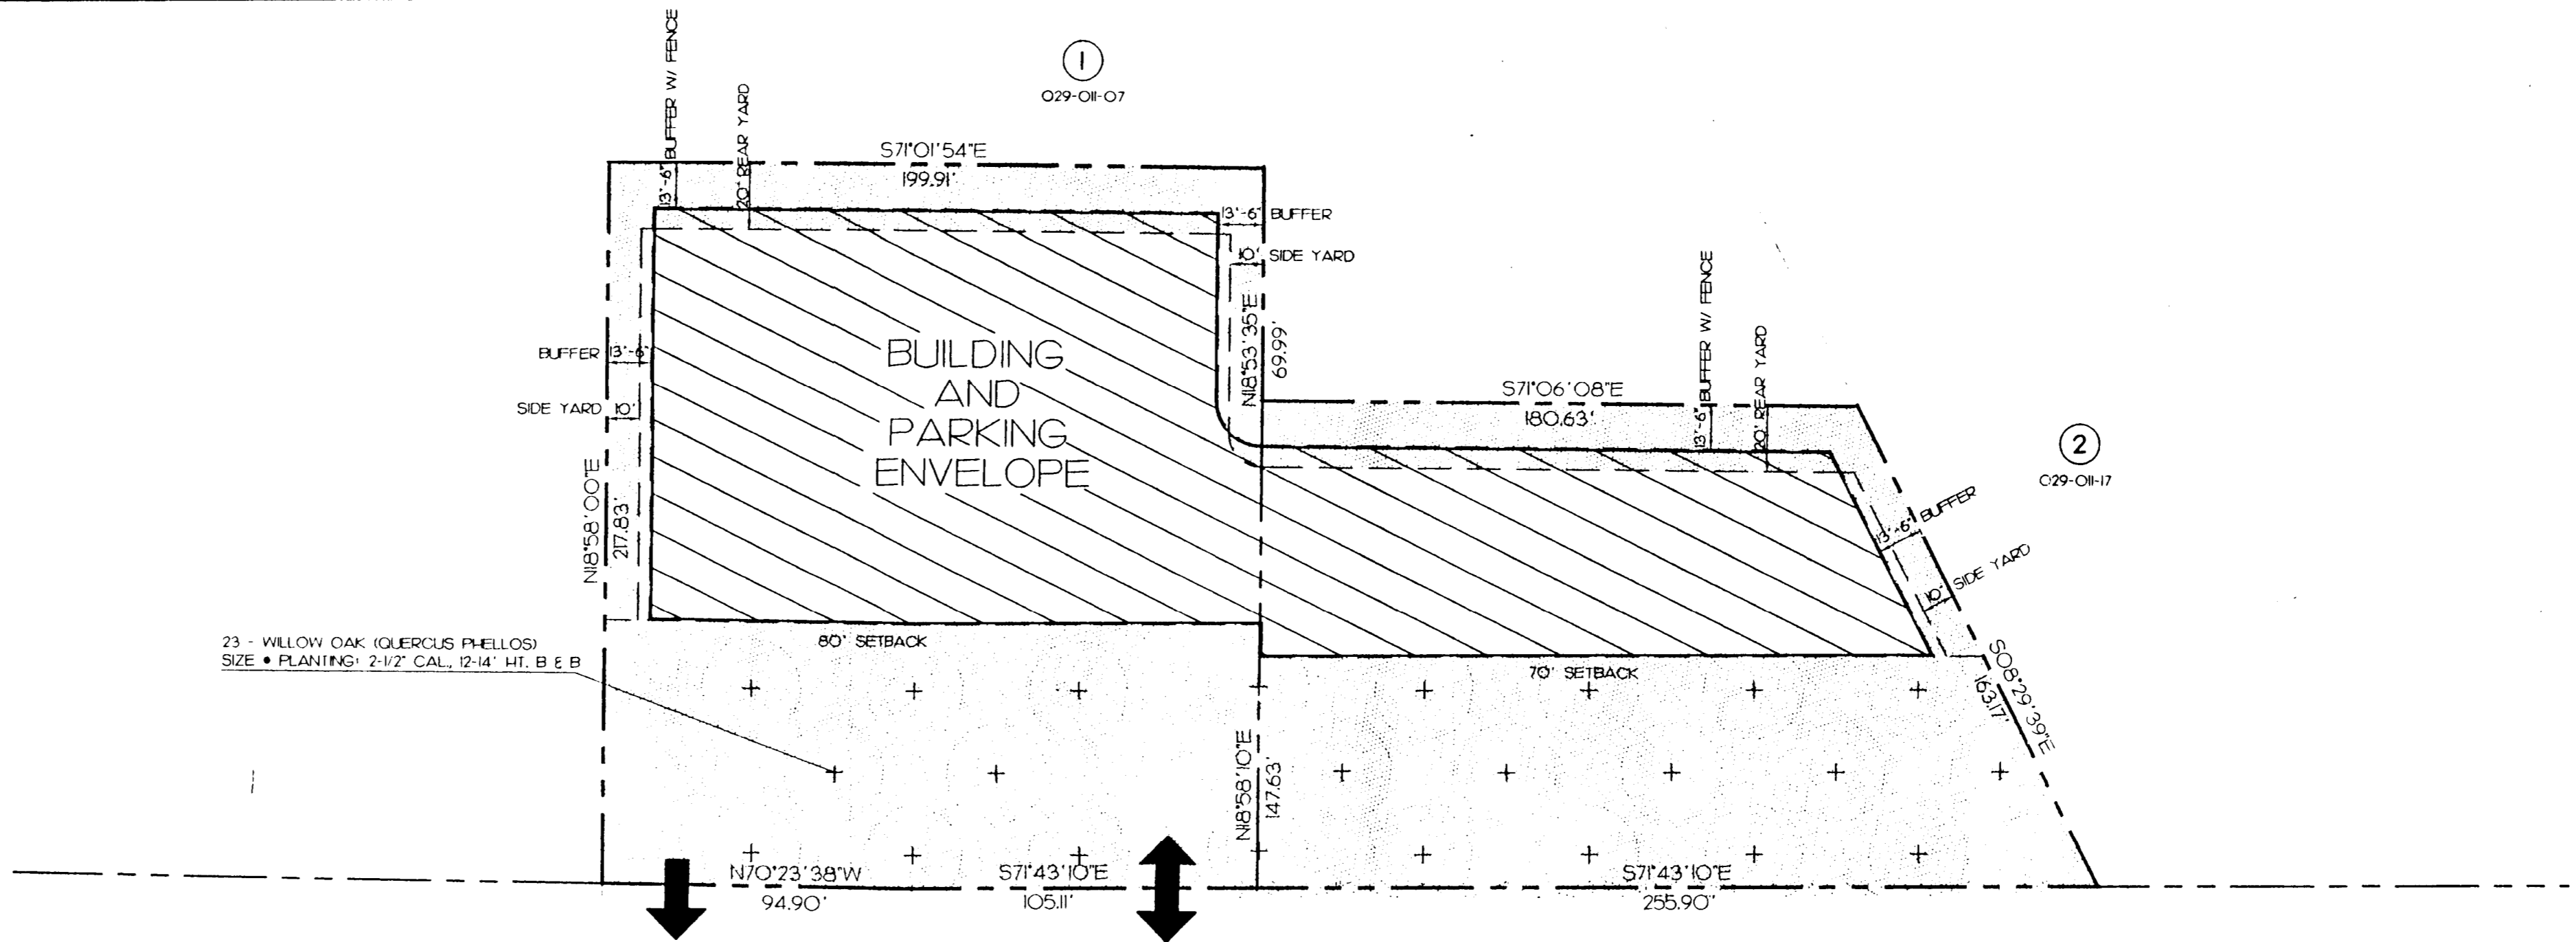 1
029-011-07
13'-6" BUFFER W/ FENCE
20' REAR YARD
S71°01'54"E
199.91'
13'-6" BUFFER
10' SIDE YARD
N18°53'35"E
69.99'
BUFFER 13'-6"
SIDE YARD 10'
N18°58'00"E
217.83'
BUILDING
AND
PARKING
ENVELOPE
13'-6" BUFFER W/ FENCE
20' REAR YARD
S71°06'08"E
180.63'
2
029-011-17
13'-6" BUFFER
10' SIDE YARD
S08°29'39"E
163.17'
80' SETBACK
70' SETBACK
23 - WILLOW OAK (QUERCUS PHELLOS)
SIZE • PLANTING: 2-1/2" CAL., 12-14' HT. B & B
N18°58'10"E
147.63'
N70°23'38"W
94.90'
S71°43'10"E
105.11'
S71°43'10"E
255.90'